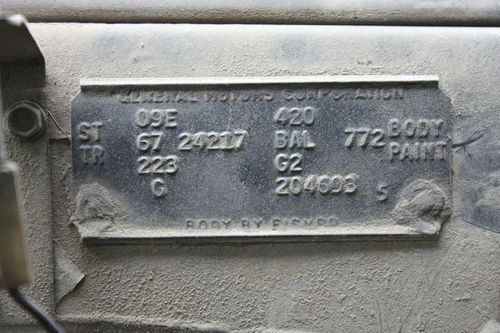 GENERAL MOTORS CORPORATION
09E 420
ST 67 24217 BAL 772 BODY
TR 223 G2 PAINT
G 204693 S
BODY BY FISHER